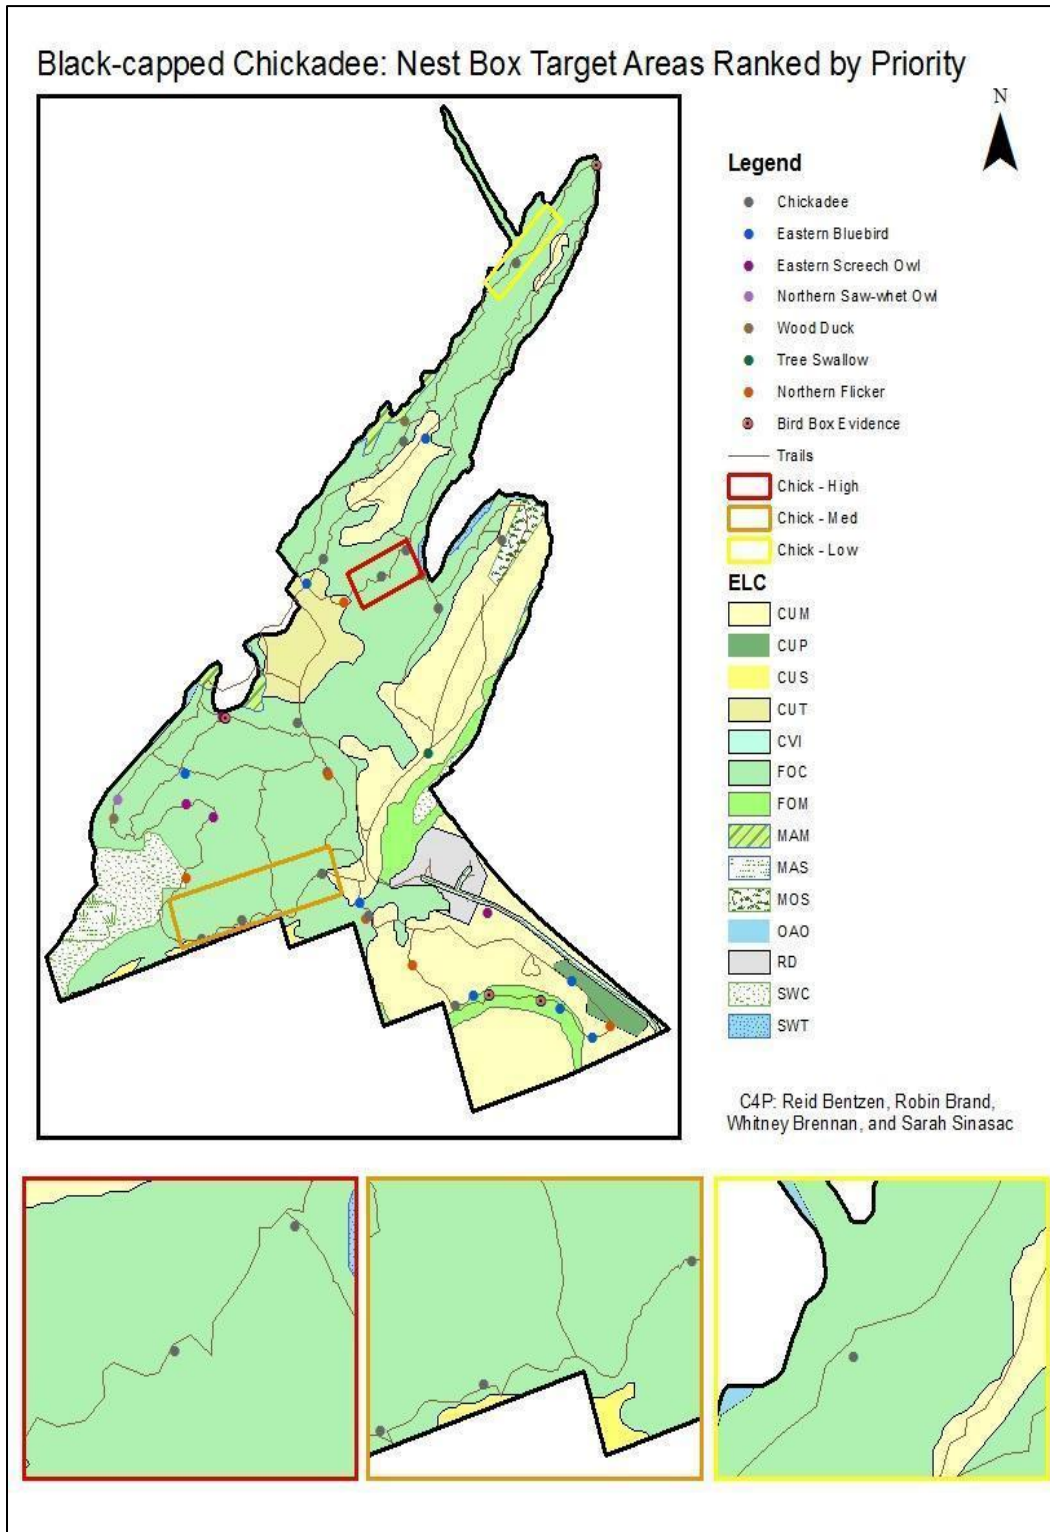 Black-capped Chickadee: Nest Box Target Areas Ranked by Priority
N
Legend
Chickadee
Eastern Bluebird
Eastern Screech Owl
Northern Saw-whet Owl
Wood Duck
Tree Swallow
Northern Flicker
Bird Box Evidence
Trails
Chick - High
Chick - Med
Chick - Low
ELC
CUM
CUP
CUS
CUT
CVI
FOC
FOM
MAM
MAS
MOS
OAO
RD
SWC
SWT
C4P: Reid Bentzen, Robin Brand,
Whitney Brennan, and Sarah Sinasac